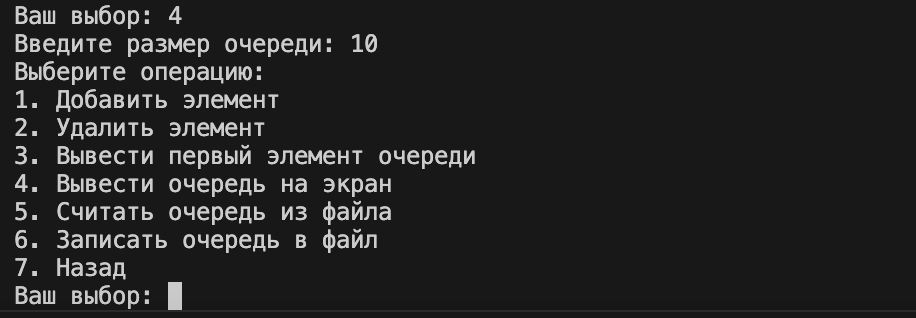 Ваш выбор: 4
Введите размер очереди: 10
Выберите операцию:
1. Добавить элемент
2. Удалить элемент
3. Вывести первый элемент очереди
4. Вывести очередь на экран
5. Считать очередь из файла
6. Записать очередь в файл
7. Назад
Ваш выбор: